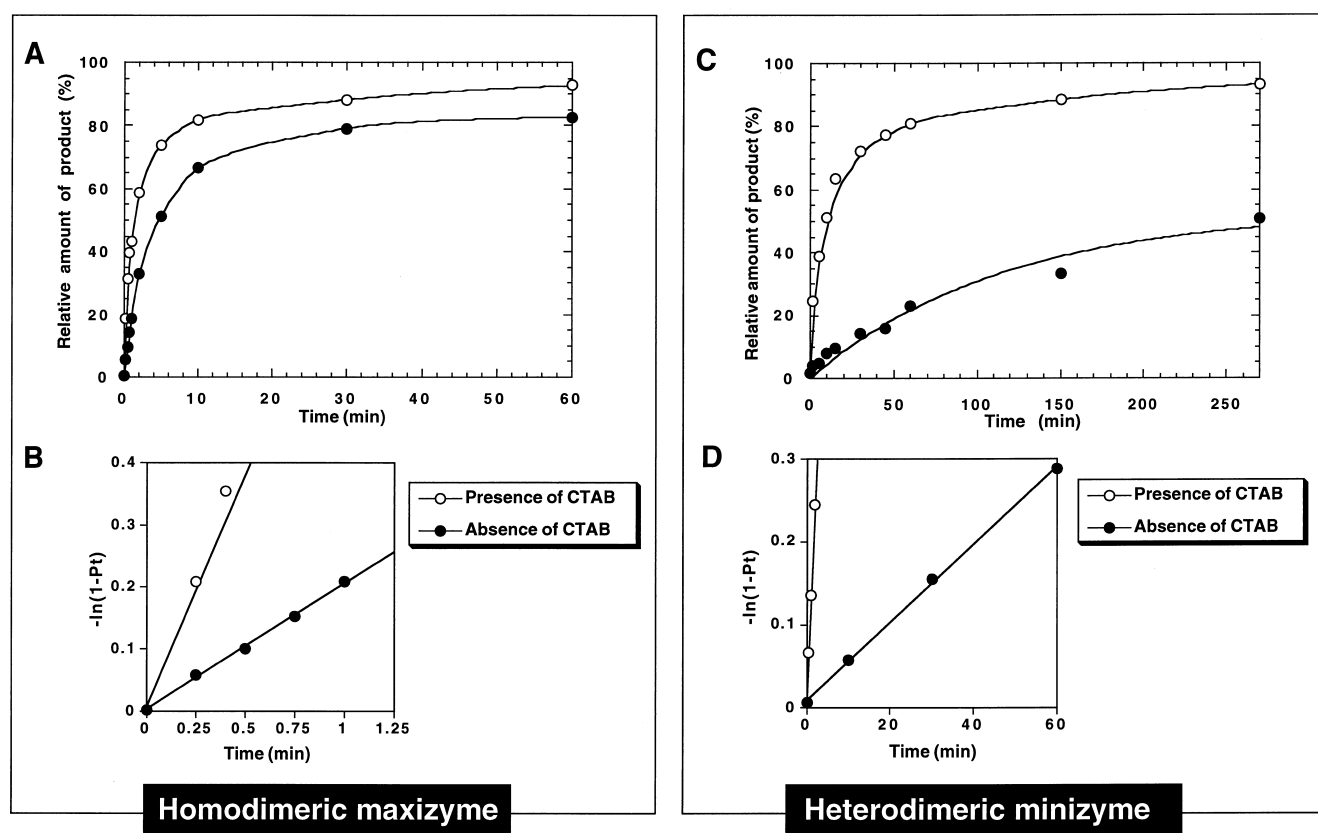 A
Relative amount of product (%)
100
80
60
40
20
0
0 10 20 30 40 50 60
Time (min)
B
-ln(1-Pt)
0.4
0.3
0.2
0.1
0
0 0.25 0.5 0.75 1 1.25
Time (min)
Presence of CTAB
Absence of CTAB
Homodimeric maxizyme
C
Relative amount of product (%)
100
80
60
40
20
0
0 50 100 150 200 250
Time (min)
D
-ln(1-Pt)
0.3
0.2
0.1
0
0 20 40 60
Time (min)
Presence of CTAB
Absence of CTAB
Heterodimeric minizyme